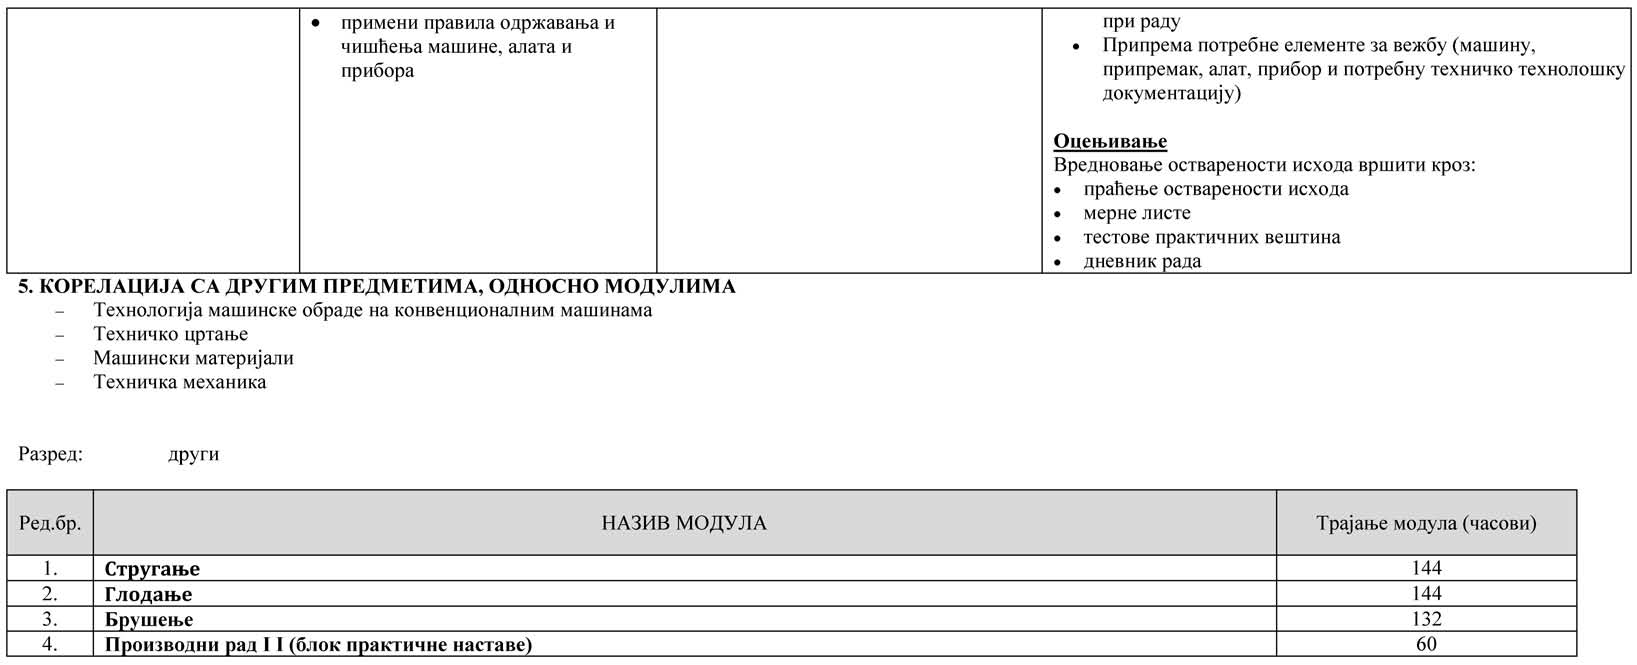 • примени правила одржавања и
чишћења машине, алата и
прибора
при раду
• Припрема потребне елементе за вежбу (машину,
припремак, алат, прибор и потребну техничко технолошку
документацију)
Оцењивање
Вредновање остварености исхода вршити кроз:
• праћење остварености исхода
• мерне листе
• тестове практичних вештина
• дневник рада
5. КОРЕЛАЦИЈА СА ДРУГИМ ПРЕДМЕТИМА, ОДНОСНО МОДУЛИМА
– Технологија машинске обраде на конвенционалним машинама
– Техничко цртање
– Машински материјали
– Техничка механика
Разред: други
Ред.бр. НАЗИВ МОДУЛА Трајање модула (часови)
1. Стругање 144
2. Глодање 144
3. Брушење 132
4. Производни рад I I (блок практичне наставе) 60